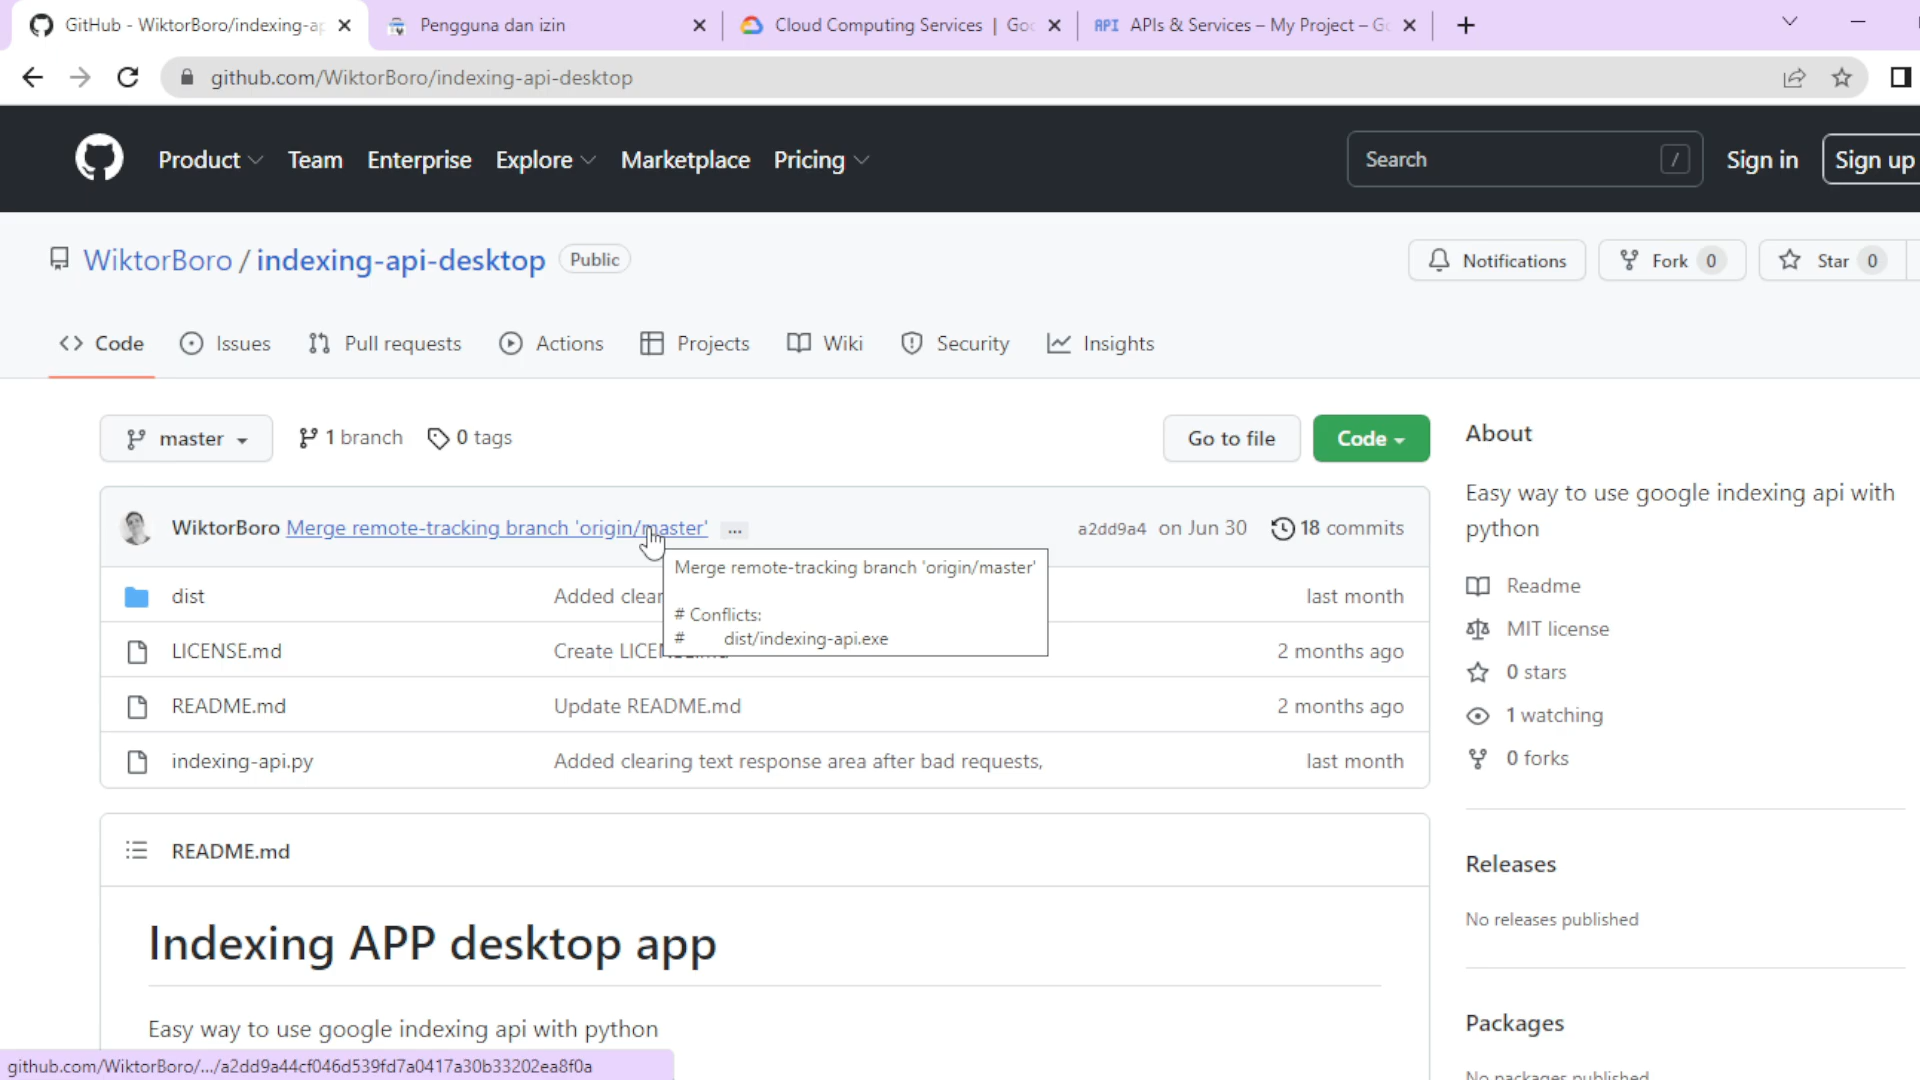 GitHub - WiktorBoro/indexing-ap
Pengguna dan izin
Cloud Computing Services | Goo
API APIs & Services – My Project – Go
github.com/WiktorBoro/indexing-api-desktop
Product
Team
Enterprise
Explore
Marketplace
Pricing
Search
/
Sign in
Sign up
WiktorBoro / indexing-api-desktop
Public
Notifications
Fork 0
Star 0
Code
Issues
Pull requests
Actions
Projects
Wiki
Security
Insights
master
1 branch
0 tags
Go to file
Code
About
Easy way to use google indexing api with
python
WiktorBoro Merge remote-tracking branch 'origin/master' ...
a2dd9a4 on Jun 30
18 commits
Merge remote-tracking branch 'origin/master'
# Conflicts:
# dist/indexing-api.exe
dist
Added clear
last month
LICENSE.md
Create LICENSE.md
2 months ago
README.md
Update README.md
2 months ago
indexing-api.py
Added clearing text response area after bad requests,
last month
Readme
MIT license
0 stars
1 watching
0 forks
README.md
Releases
No releases published
Indexing APP desktop app
Easy way to use google indexing api with python
Packages
No packages published
github.com/WiktorBoro/.../a2dd9a44cf046d539fd7a0417a30b33202ea8f0a